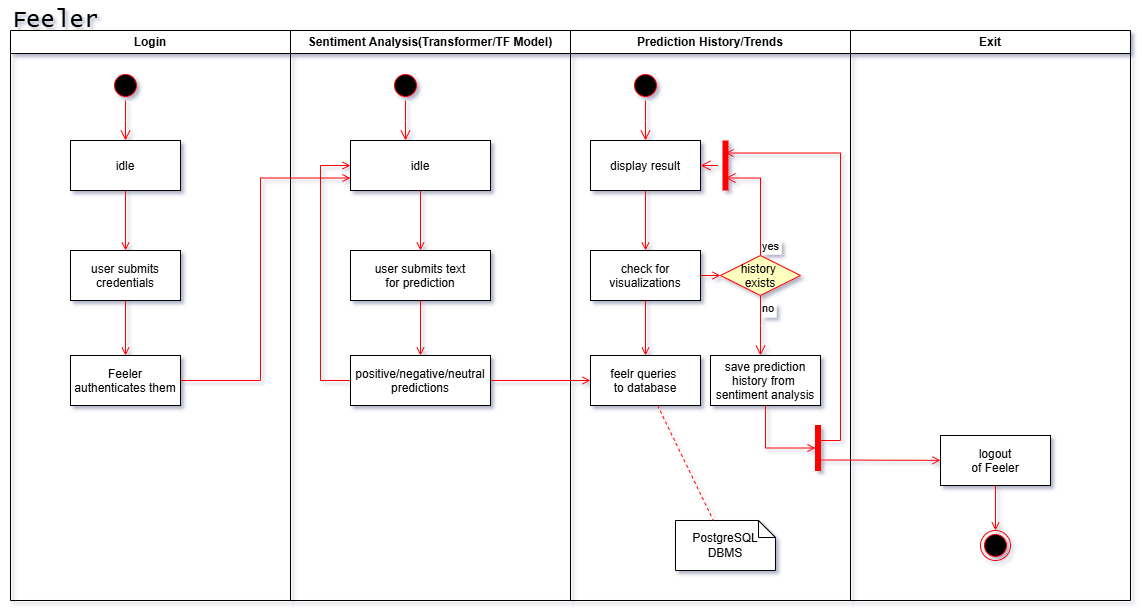 Feeler
Login
Sentiment Analysis(Transformer/TF Model)
Prediction History/Trends
Exit
idle
user submits
credentials
Feeler
authenticates them
idle
user submits text
for prediction
positive/negative/neutral
predictions
display result
check for
visualizations
history
exists
yes
no
feelr queries
to database
save prediction
history from
sentiment analysis
PostgreSQL
DBMS
logout
of Feeler